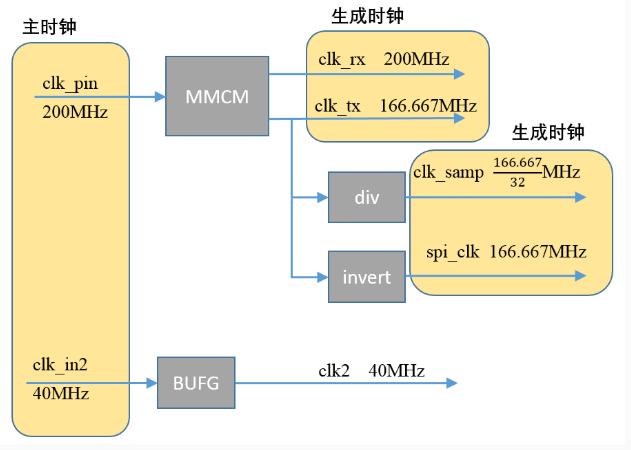 主时钟
生成时钟
clk_pin
200MHz
MMCM
clk_rx 200MHz
clk_tx 166.667MHz
生成时钟
div
clk_samp 166.667/32 MHz
invert
spi_clk 166.667MHz
clk_in2
40MHz
BUFG
clk2 40MHz